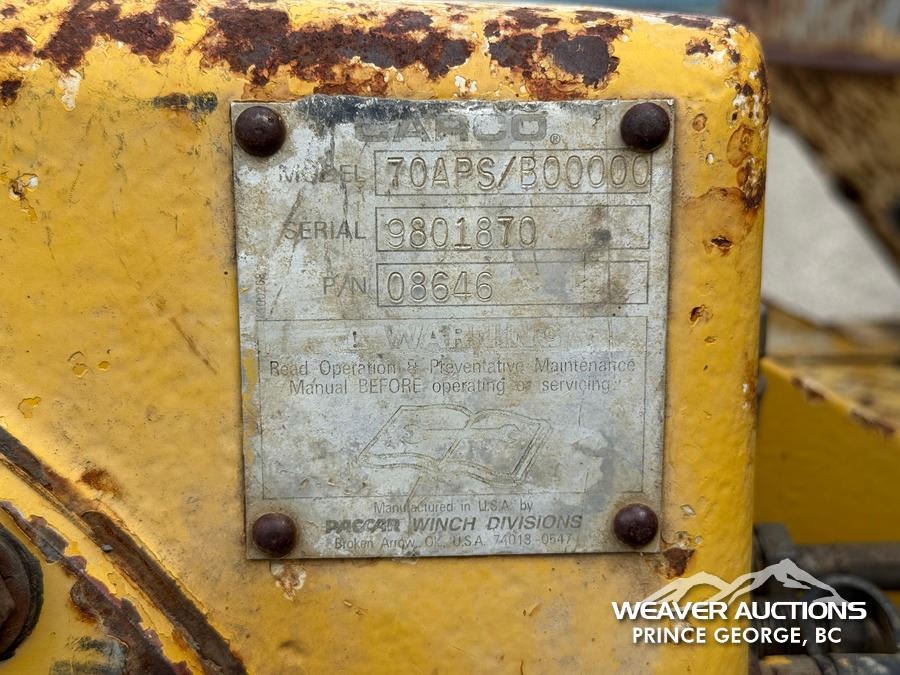 CARCO®
MODEL 70APS/B00000
SERIAL 9801870
P/N 08646
WARNING
Read Operation & Preventative Maintenance
Manual BEFORE operating or servicing.
Manufactured in U.S.A. by
PACCAR WINCH DIVISIONS
Broken Arrow, Ok., U.S.A. 74013-0547
WEAVER AUCTIONS
PRINCE GEORGE, BC